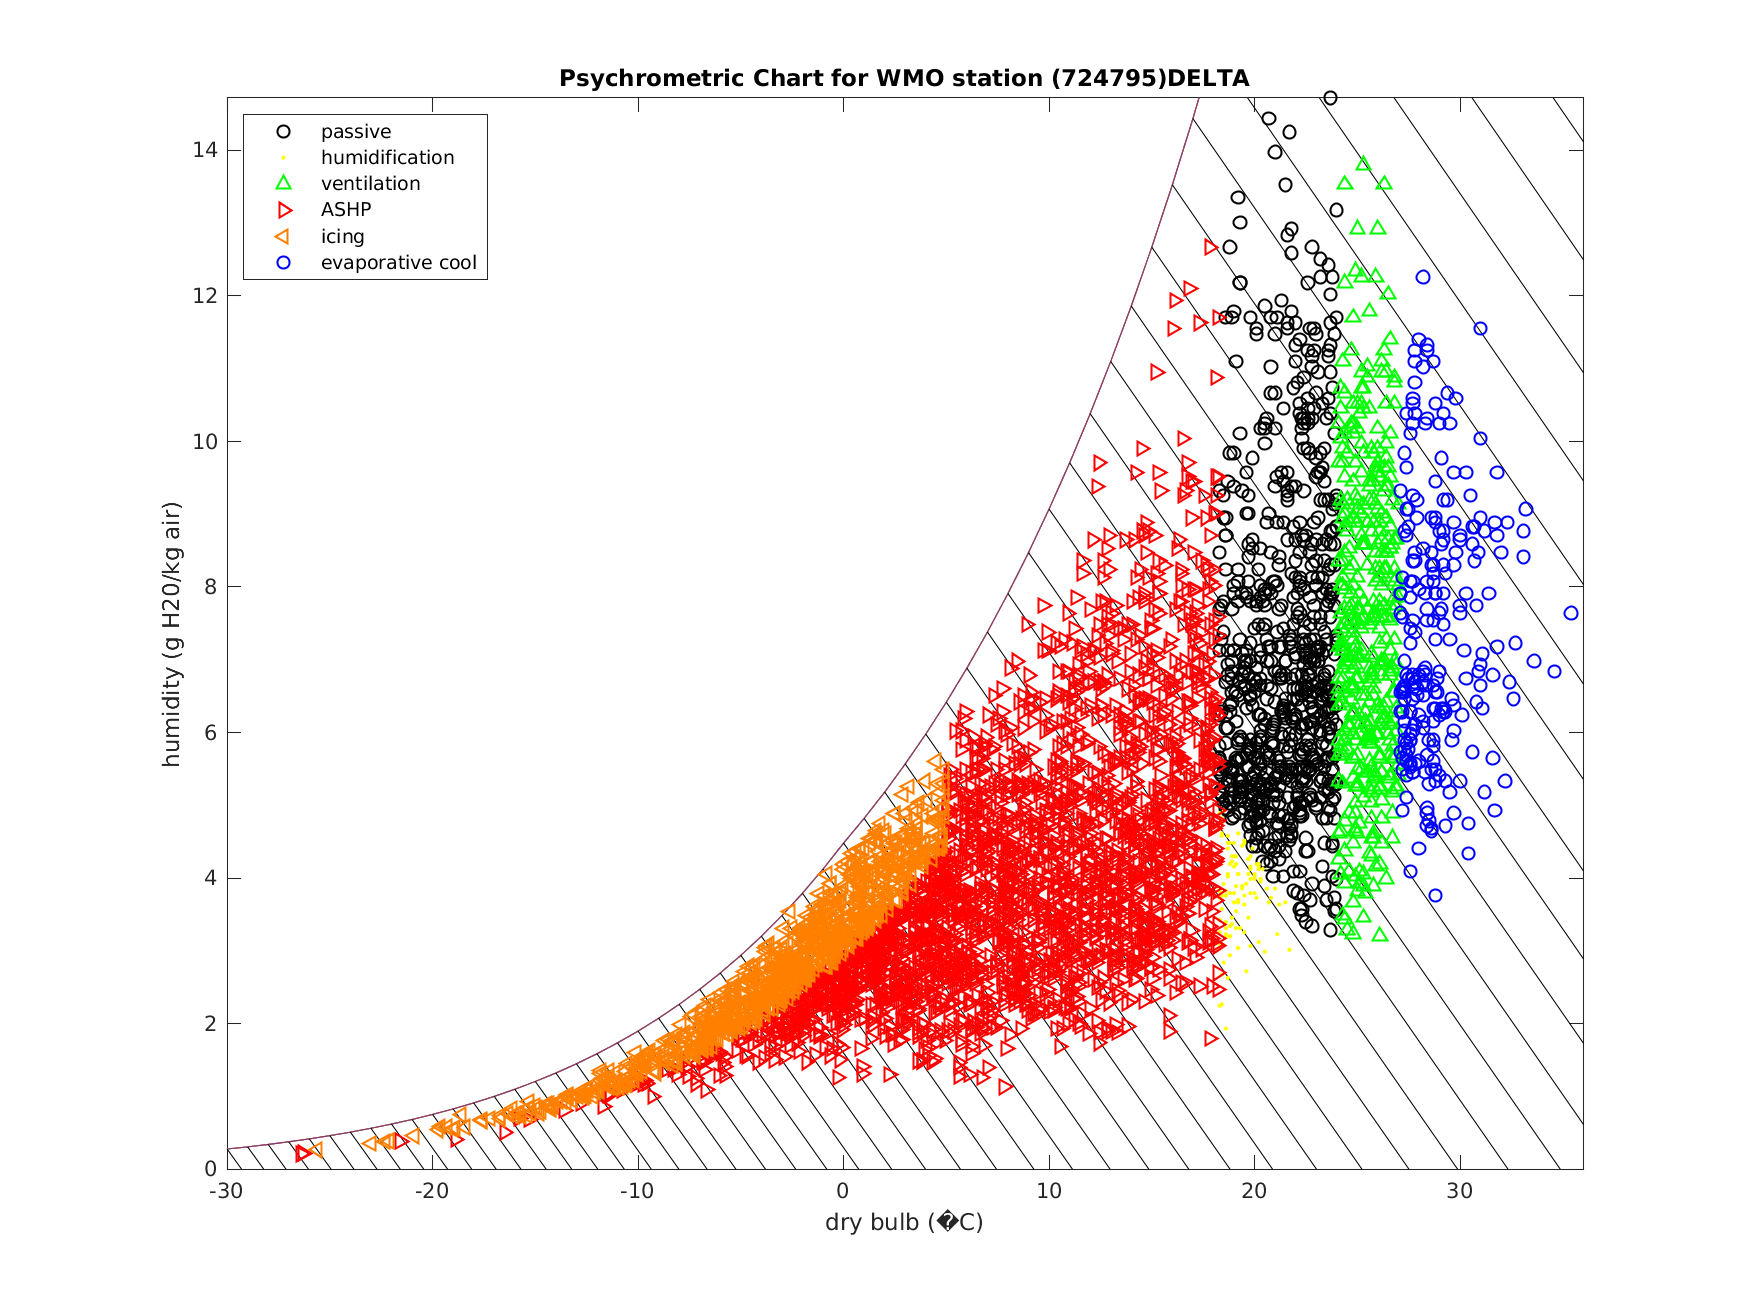 Psychrometric Chart for WMO station (724795)DELTA
passive
humidification
ventilation
ASHP
icing
evaporative cool
humidity (g H20/kg air)
14
12
10
8
6
4
2
0
-30 -20 -10 0 10 20 30
dry bulb (�C)